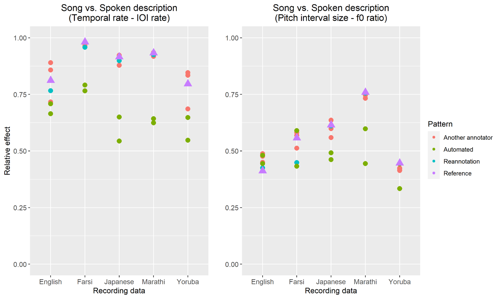 Song vs. Spoken description
(Temporal rate - IOI rate)
Song vs. Spoken description
(Pitch interval size - f0 ratio)
Relative effect
1.00
0.75
0.50
0.25
0.00
English Farsi Japanese Marathi Yoruba
Recording data
1.00
0.75
0.50
0.25
0.00
English Farsi Japanese Marathi Yoruba
Recording data
Pattern
Another annotator
Automated
Reannotation
Reference